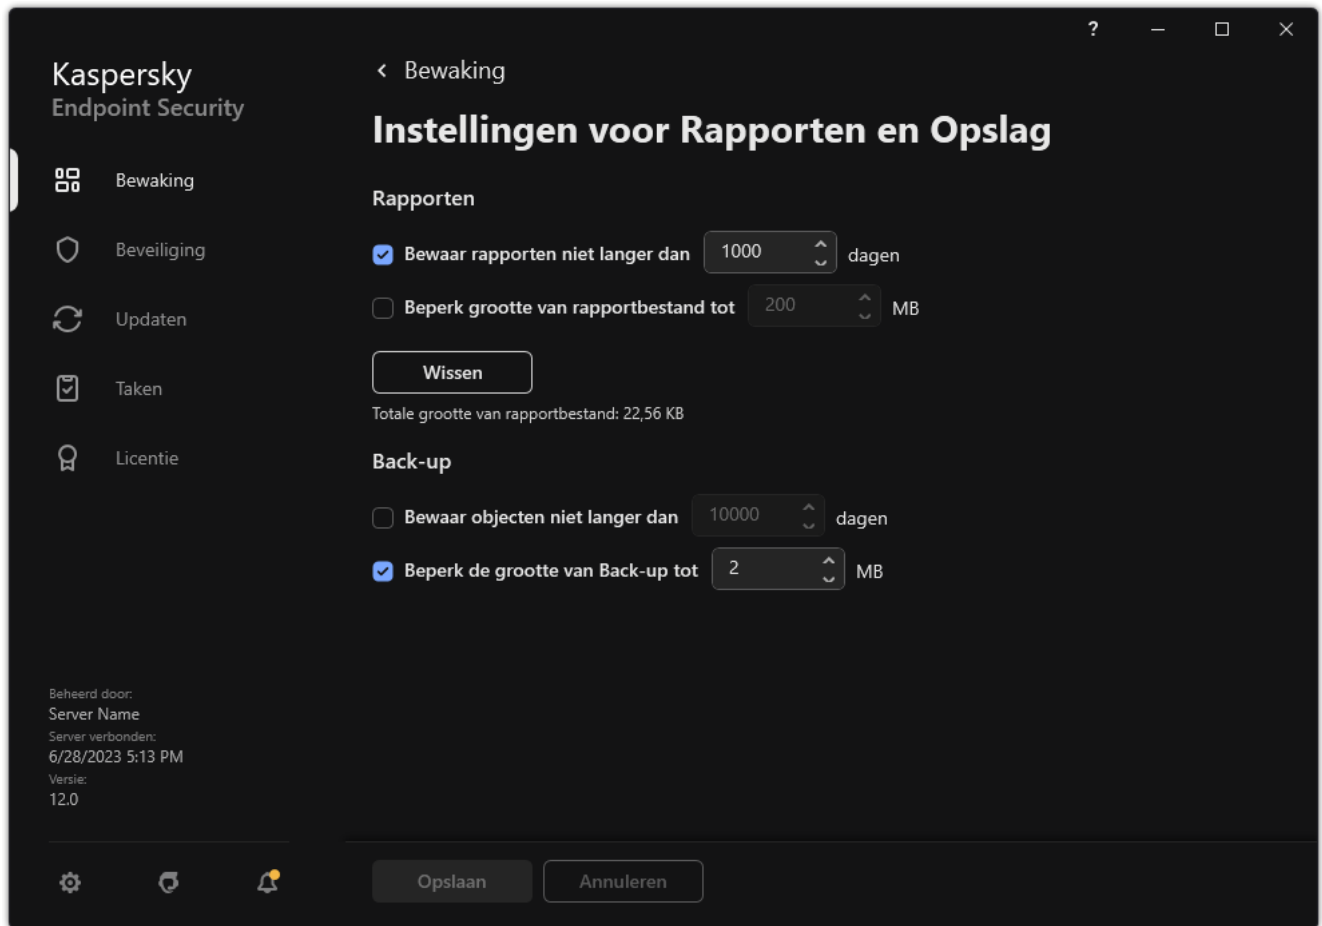 ?
Kaspersky
Endpoint Security
Bewaking
Beveiliging
Updaten
Taken
Licentie
Beheerd door:
Server Name
Server verbonden:
6/28/2023 5:13 PM
Versie:
12.0
Bewaking
Instellingen voor Rapporten en Opslag
Rapporten
Bewaar rapporten niet langer dan 1000 dagen
Beperk grootte van rapportbestand tot 200 MB
Wissen
Totale grootte van rapportbestand: 22,56 KB
Back-up
Bewaar objecten niet langer dan 10000 dagen
Beperk de grootte van Back-up tot 2 MB
Opslaan Annuleren